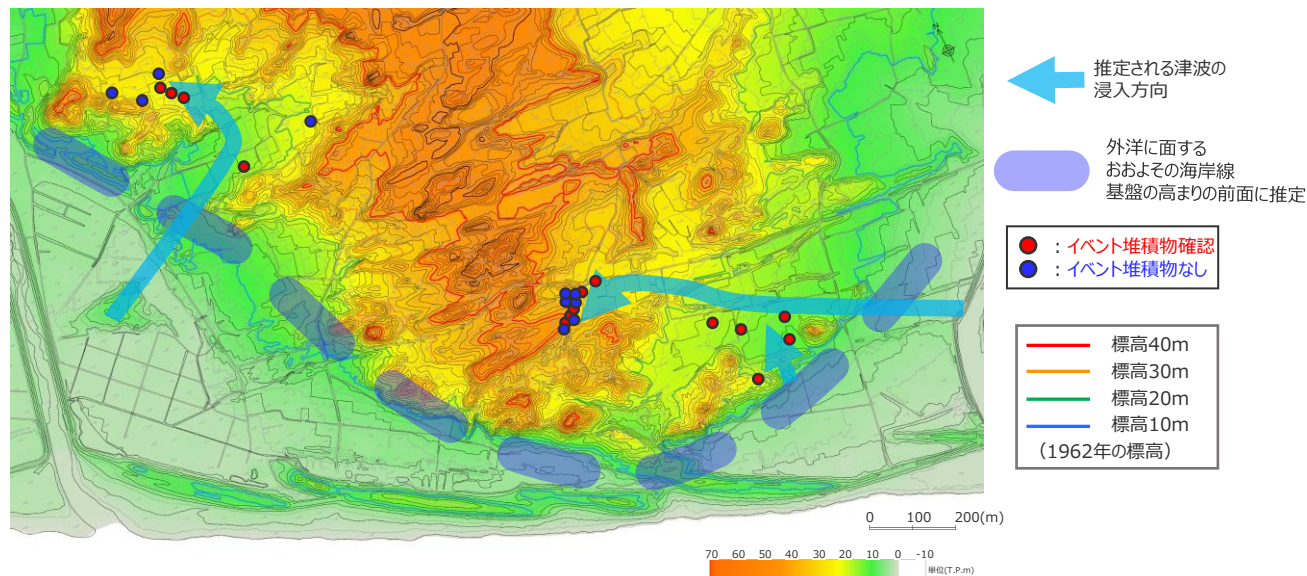 推定される津波の
浸入方向
外洋に面する
おおよその海岸線
基盤の高まりの前面に推定
：イベント堆積物確認
：イベント堆積物なし
標高40m
標高30m
標高20m
標高10m
（1962年の標高）
0 100 200(m)
70 60 50 40 30 20 10 0 -10
単位(T.P.m)